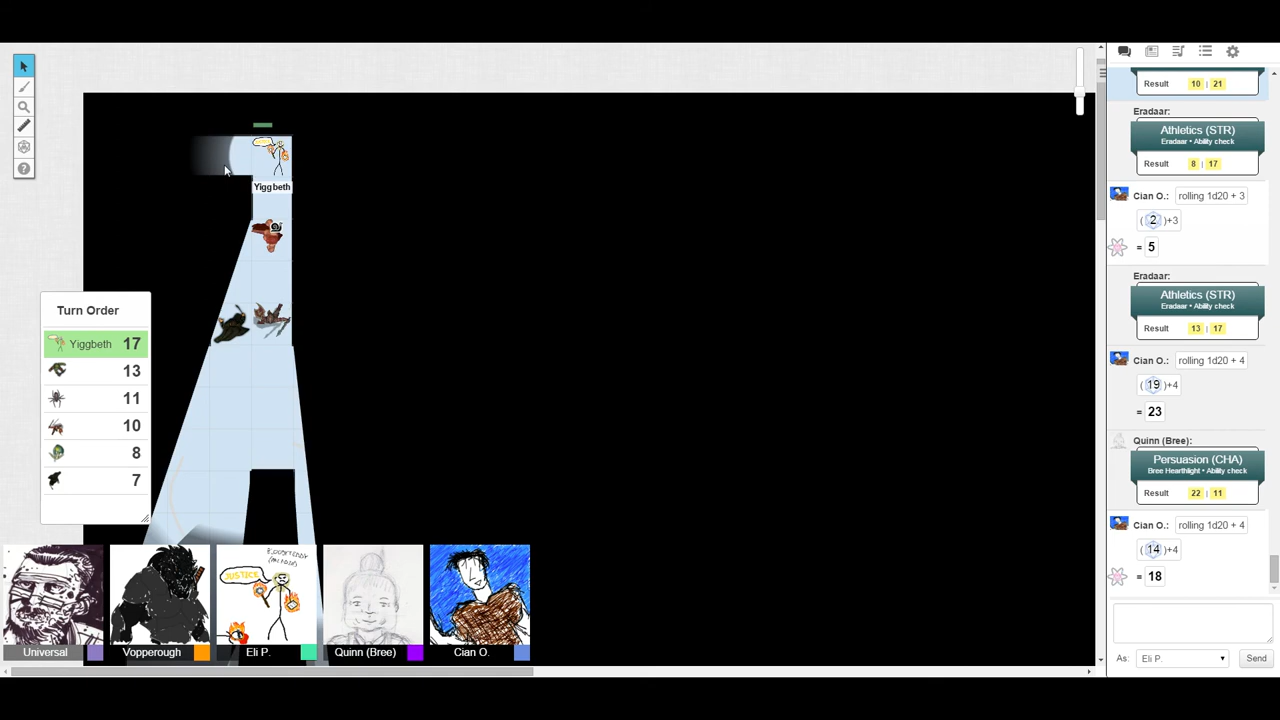 Result 10 | 21
Eradaar:
Athletics (STR)
Eradaar • Ability check
Result 8 | 17
Cian O.: rolling 1d20 + 3
(2)+3
= 5
Eradaar:
Athletics (STR)
Eradaar • Ability check
Result 13 | 17
Cian O.: rolling 1d20 + 4
(19)+4
= 23
Quinn (Bree):
Persuasion (CHA)
Bree Hearthlight • Ability check
Result 22 | 11
Cian O.: rolling 1d20 + 4
(14)+4
= 18
As: Eli P. Send
Yiggbeth
Turn Order
Yiggbeth 17
13
11
10
8
7
JUSTICE
Universal
Vopperough
Eli P.
Quinn (Bree)
Cian O.